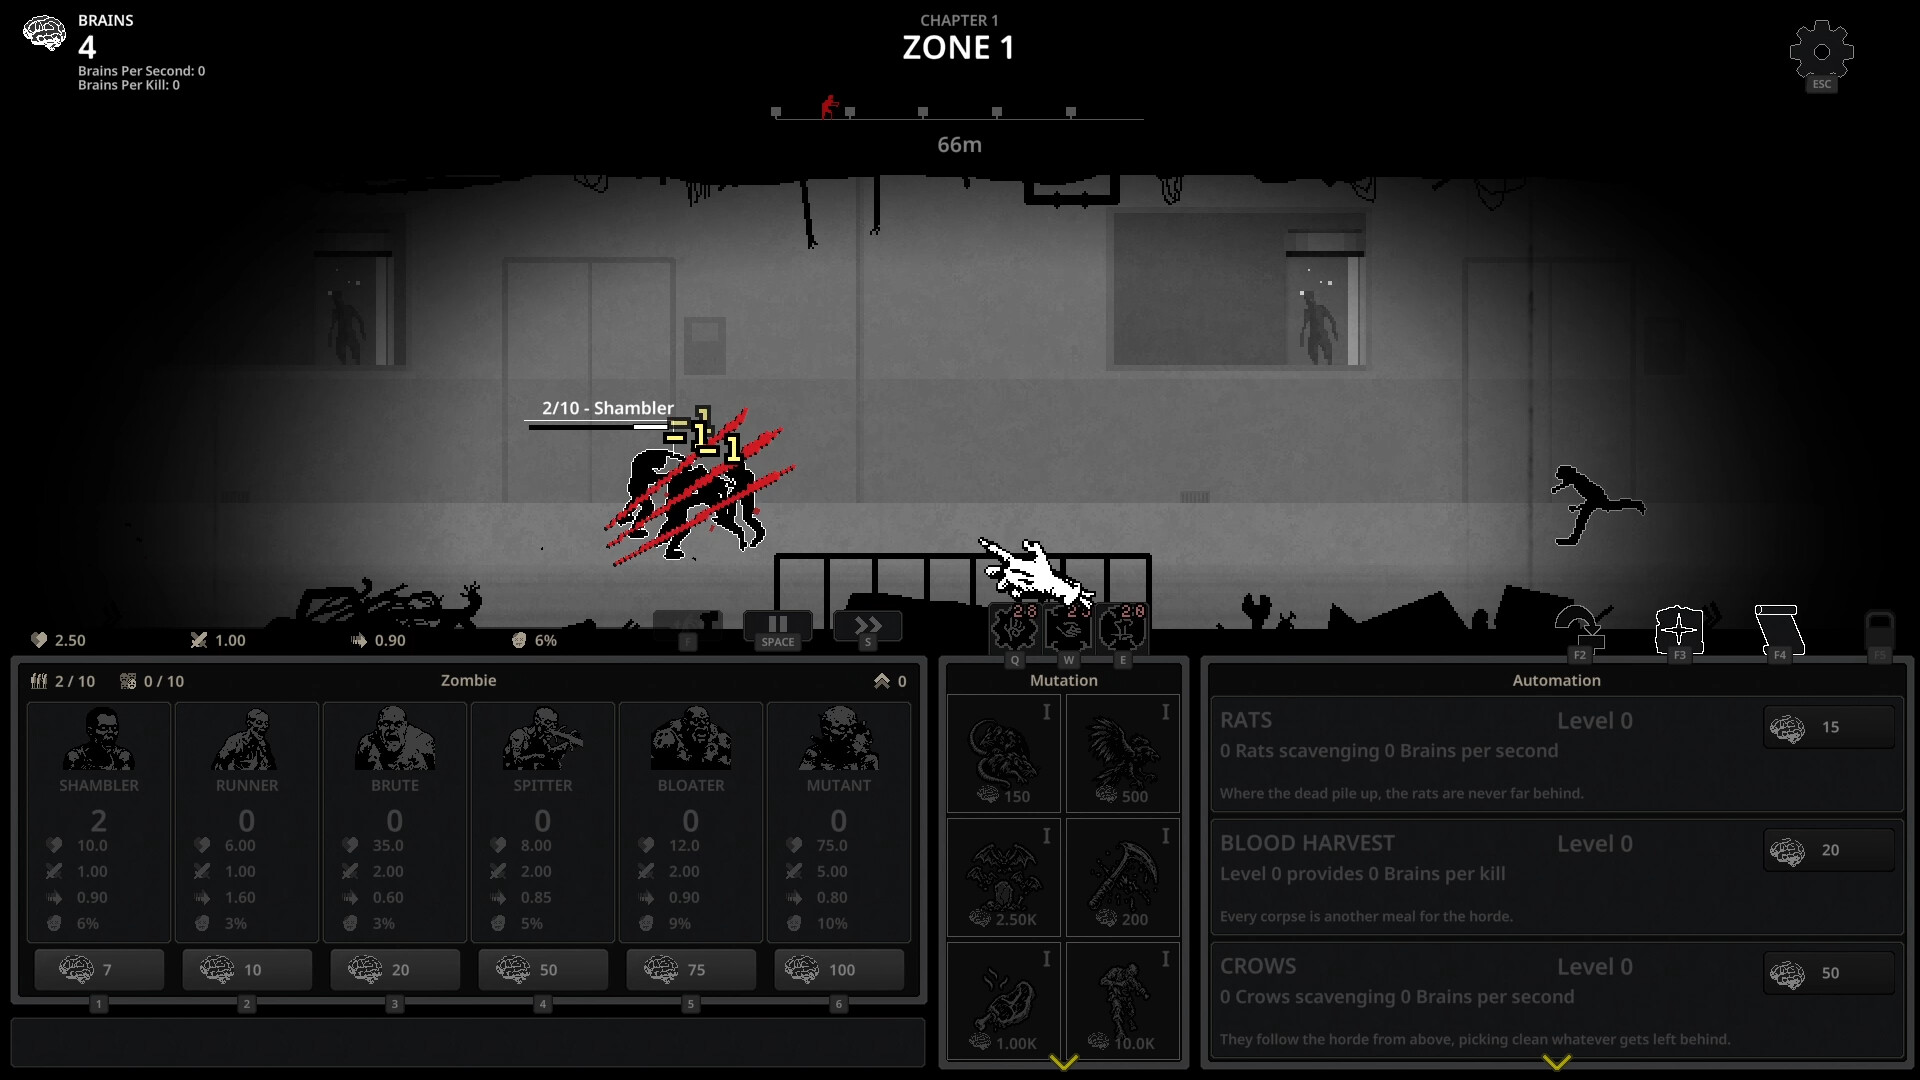 BRAINS
4
Brains Per Second: 0
Brains Per Kill: 0
CHAPTER 1
ZONE 1
ESC
66m
2/10 - Shambler
1
1
1
2.50
1.00
0.90
6%
F
SPACE
S
28
20
Q
W
E
F2
F3
F4
F5
2 / 10
0 / 10
Zombie
0
SHAMBLER
2
10.0
1.00
0.90
6%
7
1
RUNNER
0
6.00
1.00
1.60
3%
10
2
BRUTE
0
35.0
2.00
0.60
3%
20
3
SPITTER
0
8.00
2.00
0.85
5%
50
4
BLOATER
0
12.0
2.00
0.90
9%
75
5
MUTANT
0
75.0
5.00
0.80
10%
100
6
Mutation
I
150
I
500
I
2.50K
I
200
I
1.00K
I
10.0K
Automation
RATS
Level 0
15
0 Rats scavenging 0 Brains per second
Where the dead pile up, the rats are never far behind.
BLOOD HARVEST
Level 0
20
Level 0 provides 0 Brains per kill
Every corpse is another meal for the horde.
CROWS
Level 0
50
0 Crows scavenging 0 Brains per second
They follow the horde from above, picking clean whatever gets left behind.